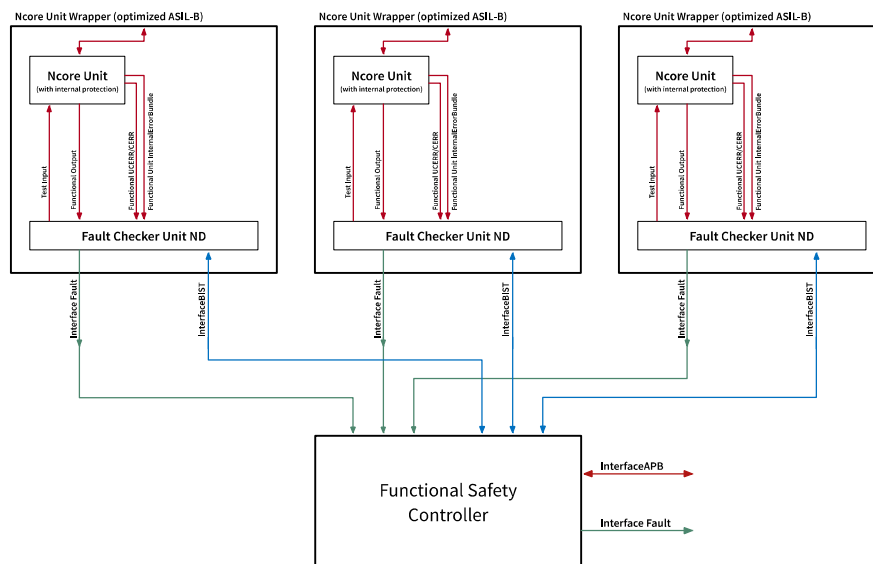 Ncore Unit Wrapper (optimized ASIL-B)
Ncore Unit Wrapper (optimized ASIL-B)
Ncore Unit Wrapper (optimized ASIL-B)
Ncore Unit
(with internal protection)
Ncore Unit
(with internal protection)
Ncore Unit
(with internal protection)
Test Input
Functional Output
Functional UCERR/CERR
Functional Unit InternalErrorBundle
Test Input
Functional Output
Functional UCERR/CERR
Functional Unit InternalErrorBundle
Test Input
Functional Output
Functional UCERR/CERR
Functional Unit InternalErrorBundle
Fault Checker Unit ND
Fault Checker Unit ND
Fault Checker Unit ND
Interface Fault
InterfaceBIST
Interface Fault
InterfaceBIST
Interface Fault
InterfaceBIST
Functional Safety
Controller
InterfaceAPB
Interface Fault